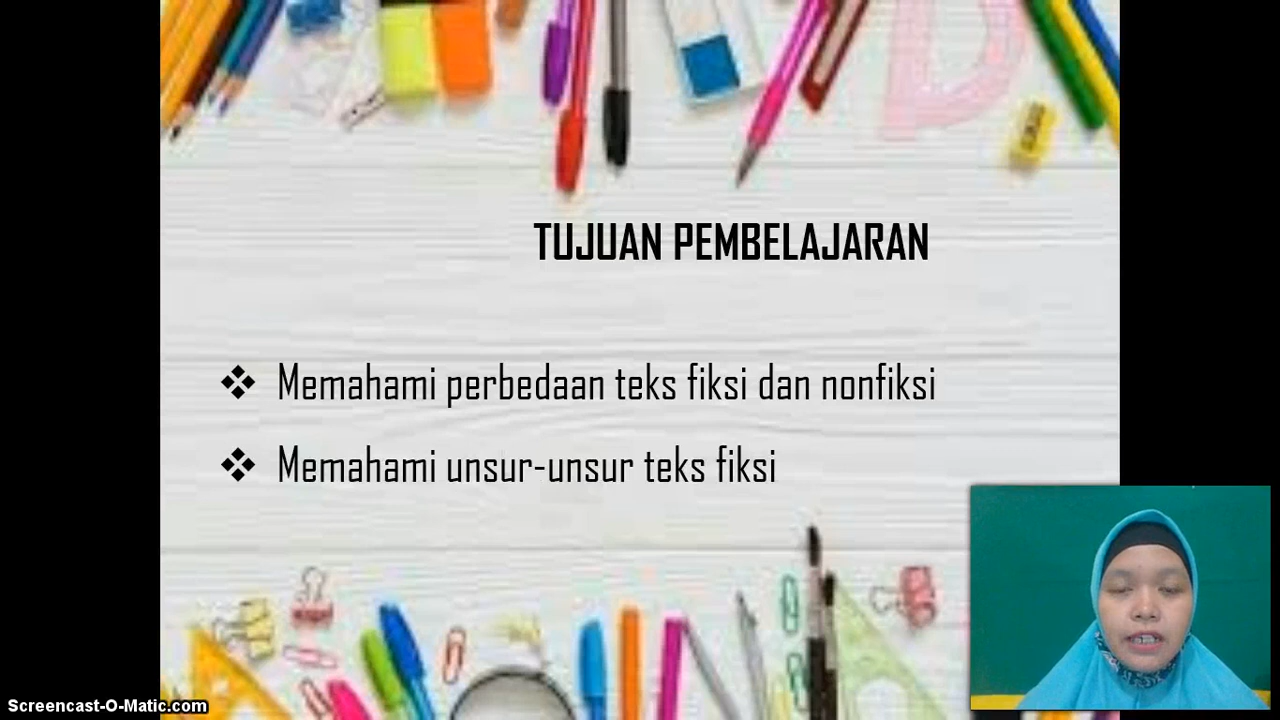 TUJUAN PEMBELAJARAN
❖ Memahami perbedaan teks fiksi dan nonfiksi
❖ Memahami unsur-unsur teks fiksi
Screencast-O-Matic.com